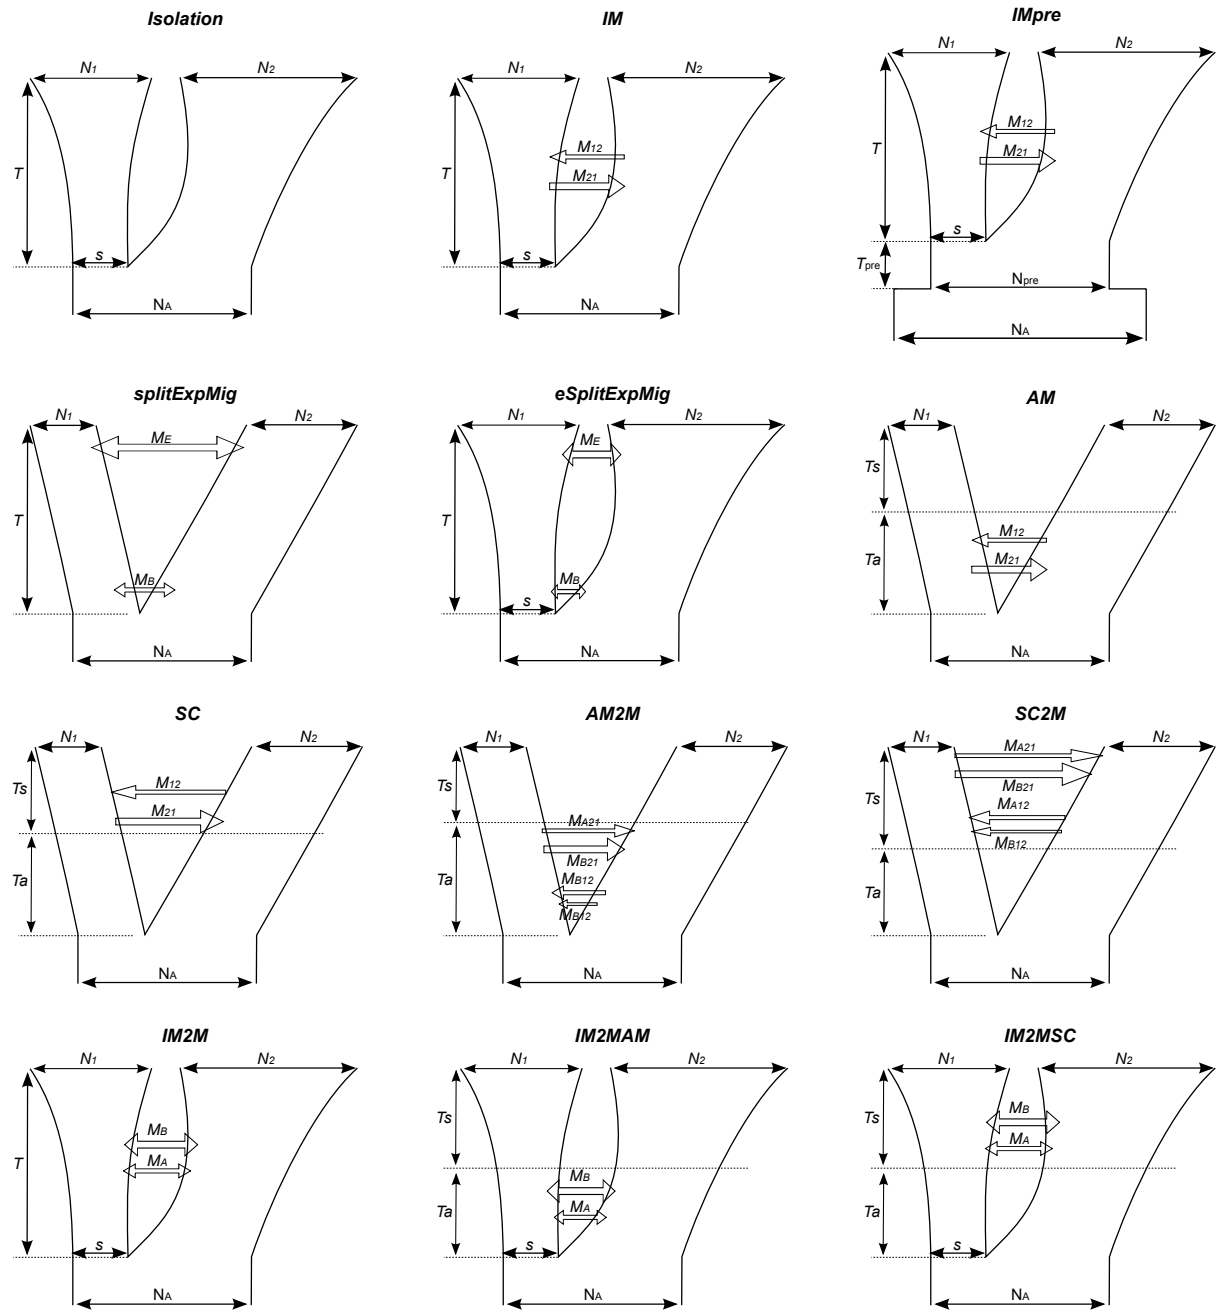 Isolation
IM
IMpre
N1
N2
N1
N2
N1
N2
T
T
M12
M21
T
M12
M21
s
s
s
Tpre
NA
NA
Npre
NA
splitExpMig
eSplitExpMig
AM
N1
N2
N1
N2
N1
N2
ME
ME
Ts
T
T
M12
Ta
M21
MB
MB
s
NA
NA
NA
SC
AM2M
SC2M
N1
N2
N1
N2
N1
N2
Ts
M12
M21
Ts
MA21
Ts
MA21
MB21
MA12
MB12
Ta
Ta
MB21
MB12
MB12
Ta
NA
NA
NA
IM2M
IM2MAM
IM2MSC
N1
N2
N1
N2
N1
N2
T
MB
MA
Ts
Ts
MB
MA
Ta
MB
MA
Ta
s
s
s
NA
NA
NA